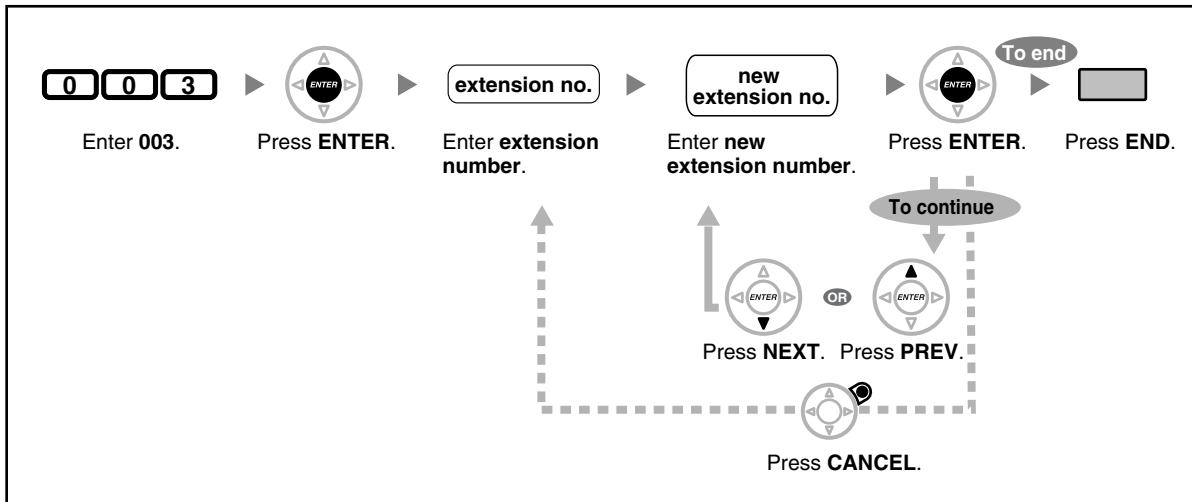 To end
0 0 3
ENTER
extension no.
new
extension no.
ENTER
Enter 003.
Press ENTER.
Enter extension
number.
Enter new
extension number.
Press ENTER.
Press END.
To continue
ENTER
OR
ENTER
Press NEXT.
Press PREV.
Press CANCEL.